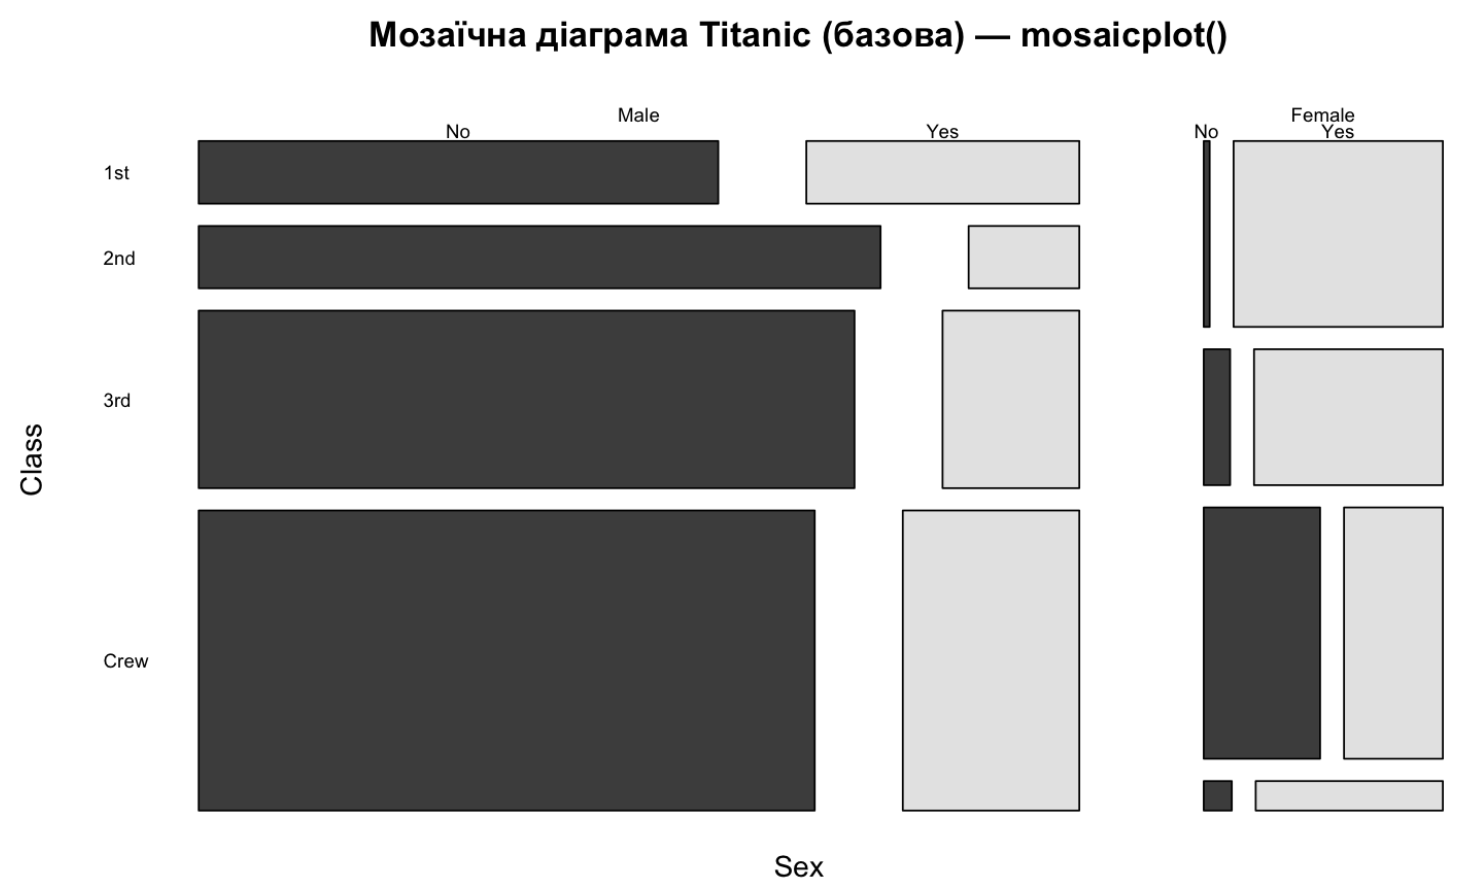 Мозаїчна діаграма Titanic (базова) — mosaicplot()
Male
Female
No
Yes
No
Yes
1st
2nd
3rd
Crew
Class
Sex